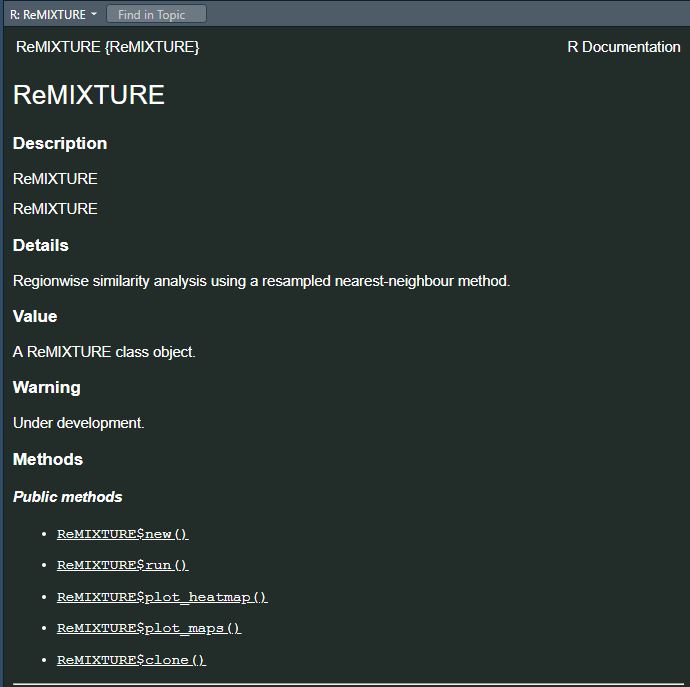 R: ReMIXTURE Find in Topic
ReMIXTURE {ReMIXTURE} R Documentation
ReMIXTURE
Description
ReMIXTURE
ReMIXTURE
Details
Regionwise similarity analysis using a resampled nearest-neighbour method.
Value
A ReMIXTURE class object.
Warning
Under development.
Methods
Public methods
• ReMIXTURE$new()
• ReMIXTURE$run()
• ReMIXTURE$plot_heatmap()
• ReMIXTURE$plot_maps()
• ReMIXTURE$clone()